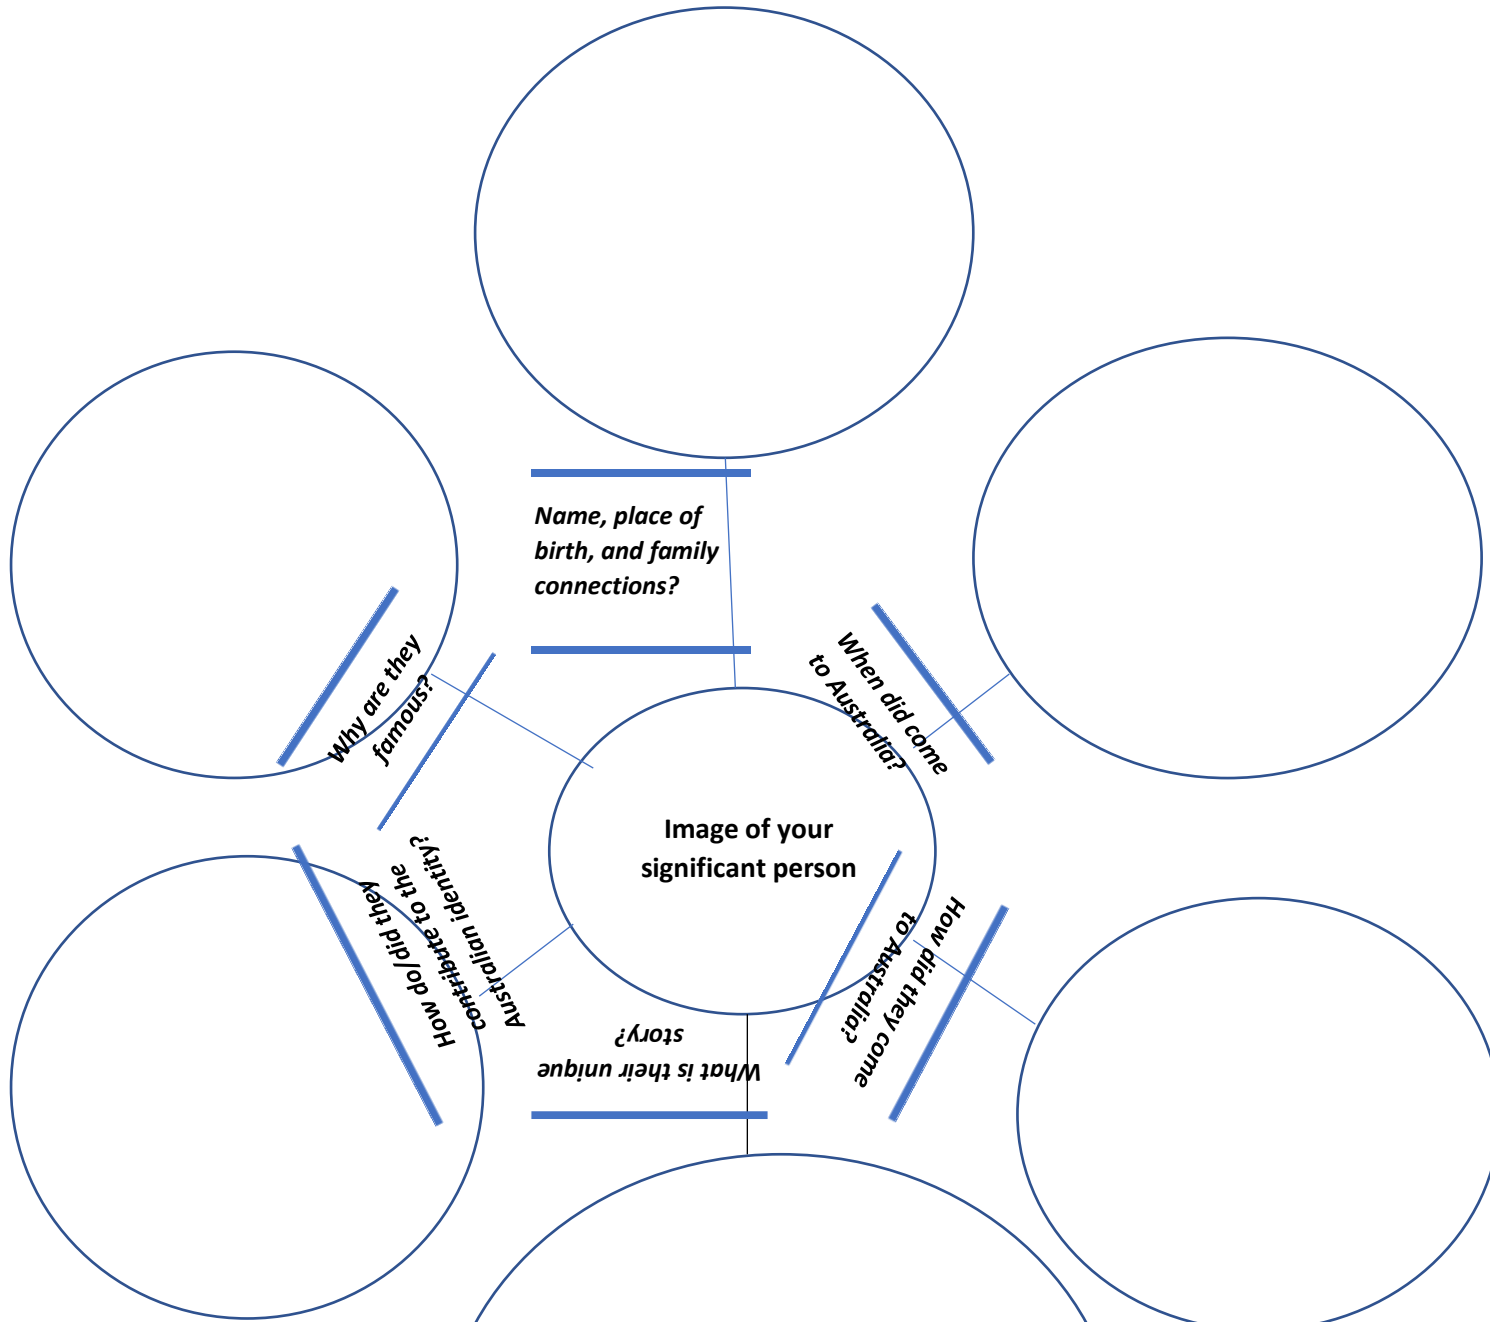 Name, place of
birth, and family
connections?
When did come
to Australia?
Why are they
famous?
Image of your
significant person
How did they come
to Australia?
How do/did they
contribute to the
Australian identity?
What is their unique
story?